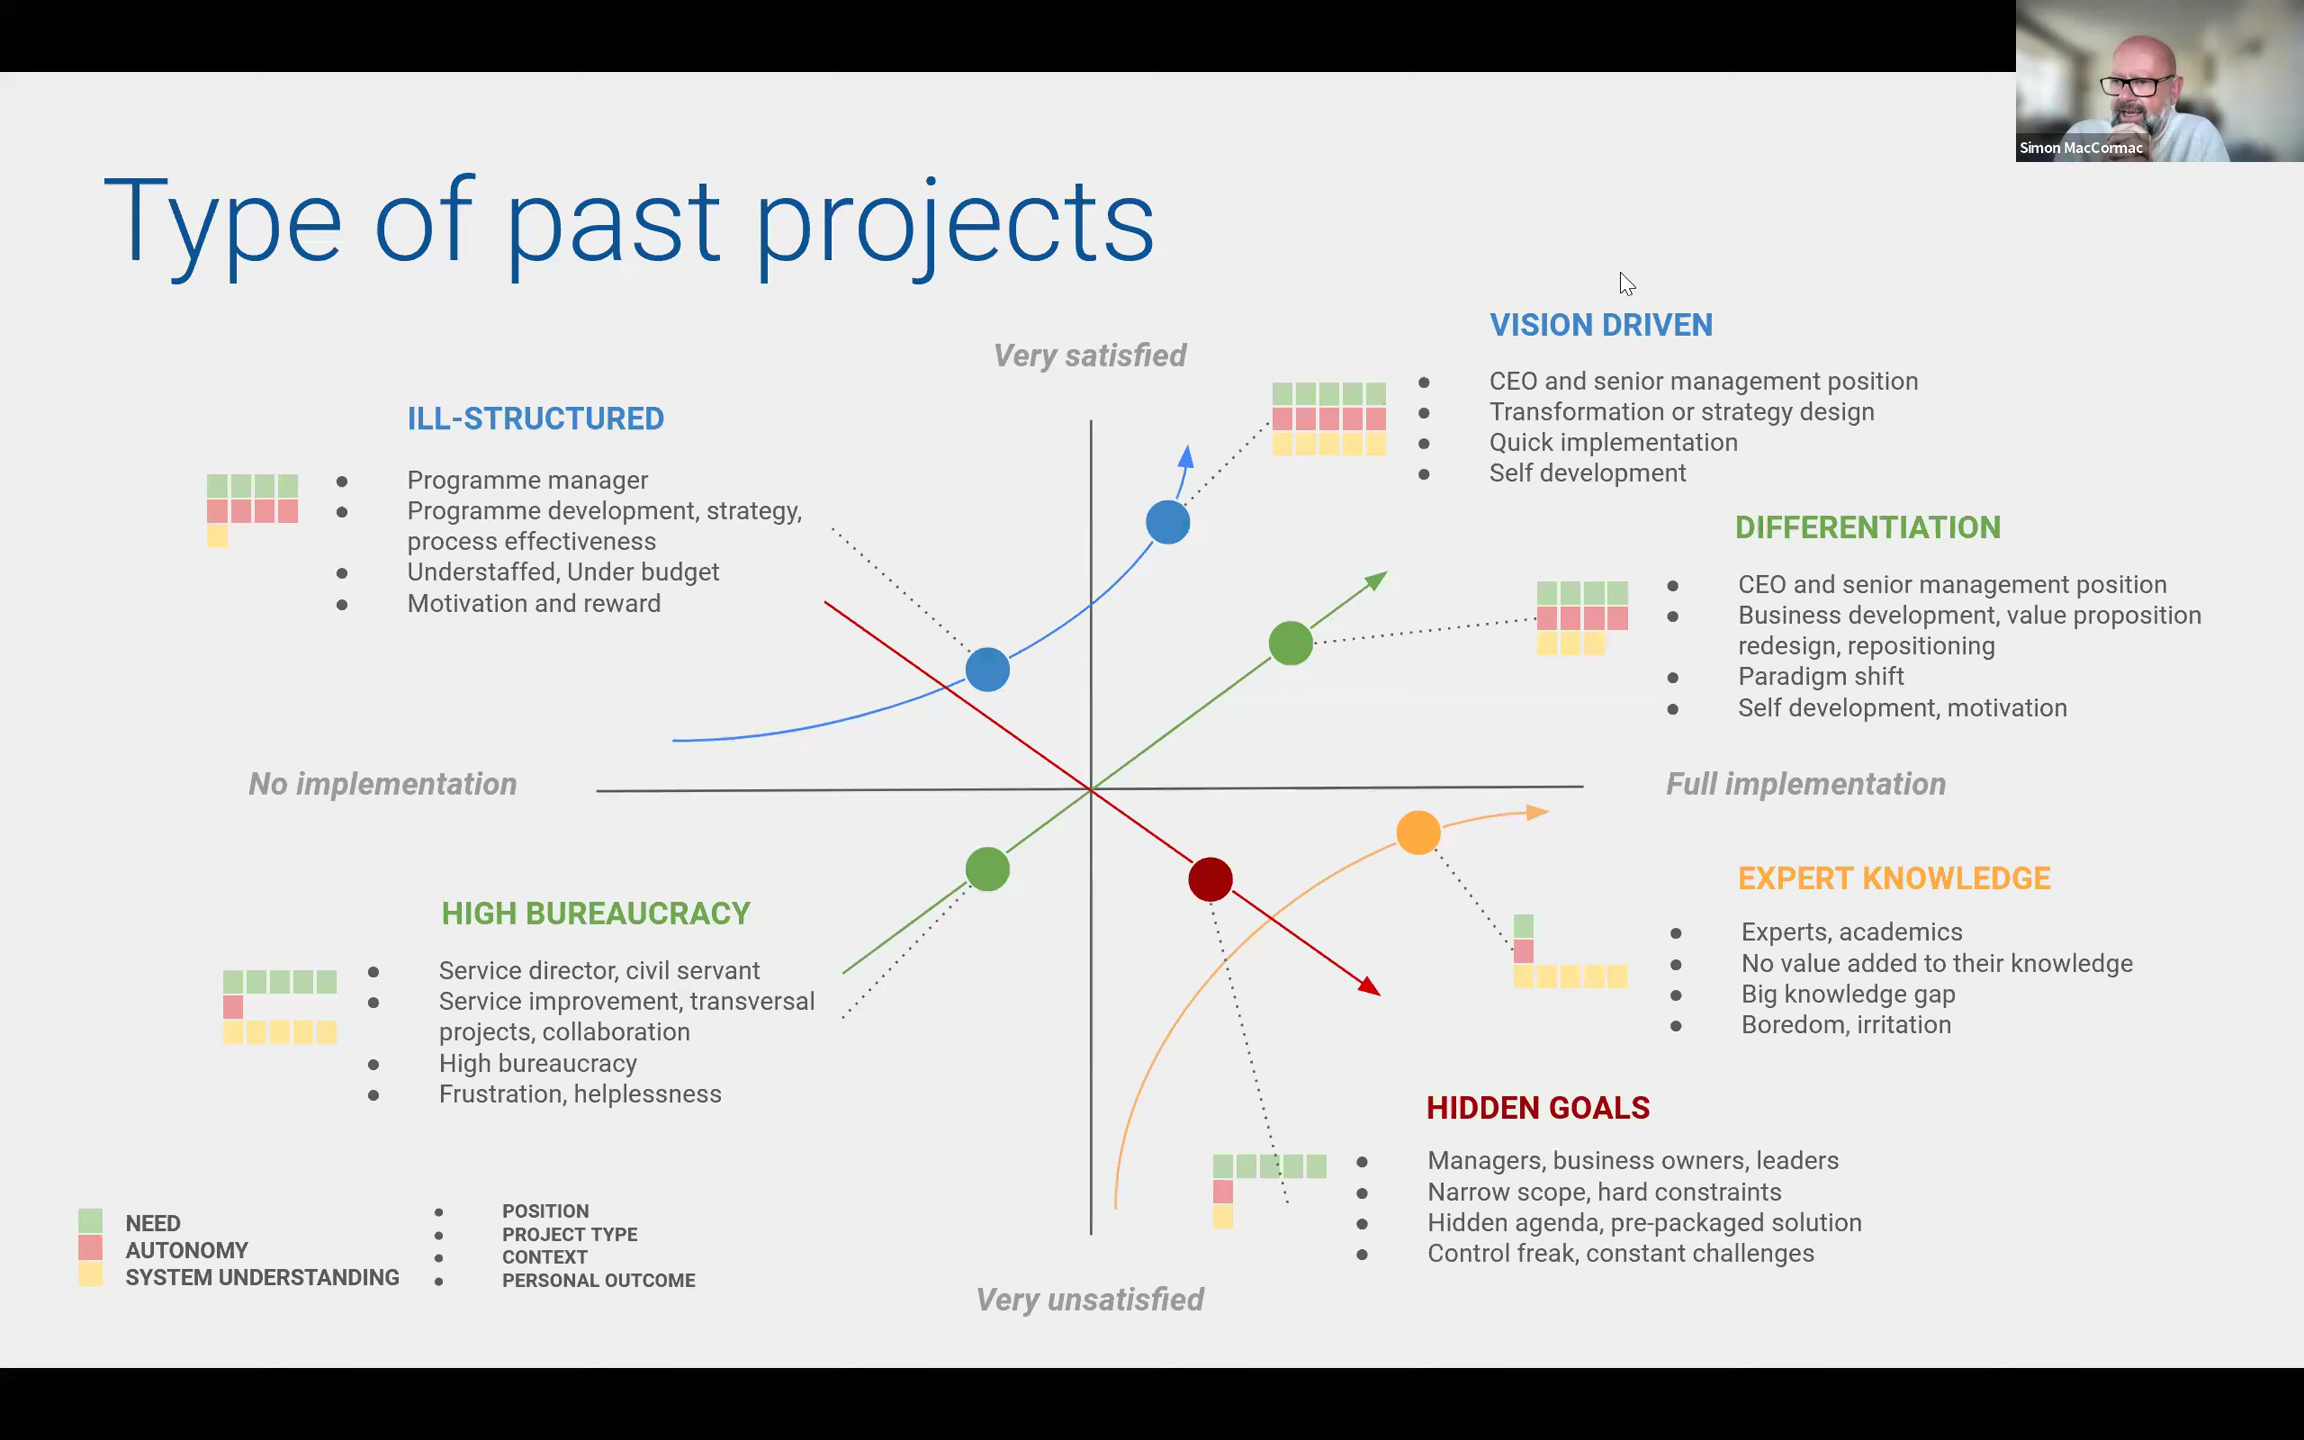 Simon MacCormac
Type of past projects
Very satisfied
VISION DRIVEN
● CEO and senior management position
● Transformation or strategy design
● Quick implementation
● Self development
ILL-STRUCTURED
● Programme manager
● Programme development, strategy,
process effectiveness
● Understaffed, Under budget
● Motivation and reward
DIFFERENTIATION
● CEO and senior management position
● Business development, value proposition
redesign, repositioning
● Paradigm shift
● Self development, motivation
No implementation
Full implementation
HIGH BUREAUCRACY
● Service director, civil servant
● Service improvement, transversal
projects, collaboration
● High bureaucracy
● Frustration, helplessness
EXPERT KNOWLEDGE
● Experts, academics
● No value added to their knowledge
● Big knowledge gap
● Boredom, irritation
HIDDEN GOALS
● Managers, business owners, leaders
● Narrow scope, hard constraints
● Hidden agenda, pre-packaged solution
● Control freak, constant challenges
NEED
AUTONOMY
SYSTEM UNDERSTANDING
● POSITION
● PROJECT TYPE
● CONTEXT
● PERSONAL OUTCOME
Very unsatisfied